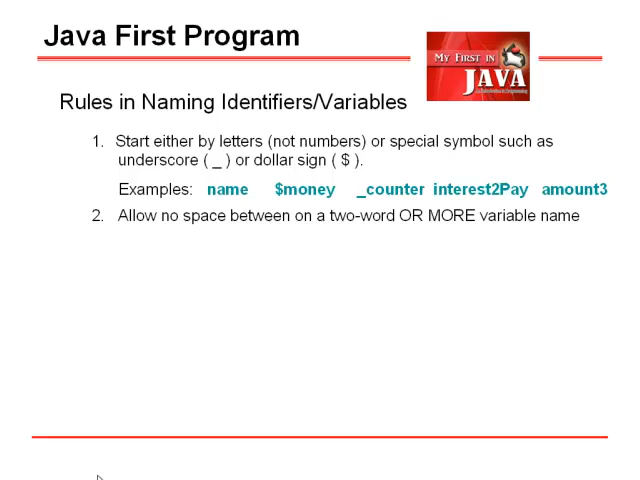 Java First Program
MY FIRST IN
JAVA
Rules in Naming Identifiers/Variables
1. Start either by letters (not numbers) or special symbol such as
underscore ( _ ) or dollar sign ( $ ).
Examples: name $money _counter interest2Pay amount3
2. Allow no space between on a two-word OR MORE variable name